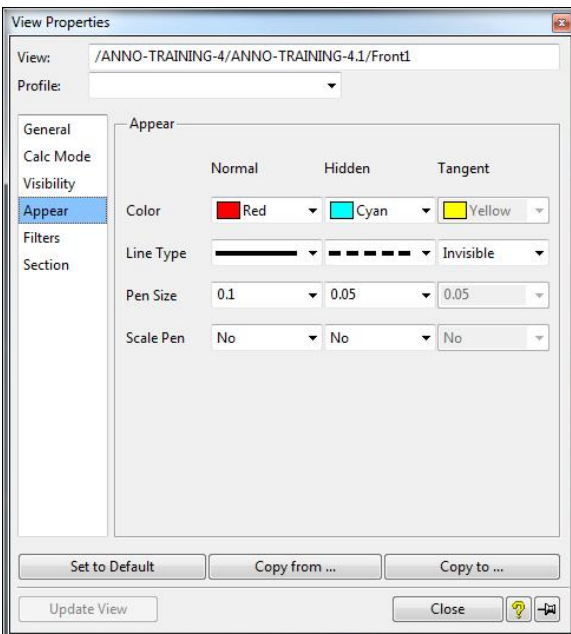 View Properties
View: /ANNO-TRAINING-4/ANNO-TRAINING-4.1/Front1
Profile:
General
Calc Mode
Visibility
Appear
Filters
Section
Appear
Normal Hidden Tangent
Color Red Cyan Yellow
Line Type Invisible
Pen Size 0.1 0.05 0.05
Scale Pen No No No
Set to Default Copy from ... Copy to ...
Update View Close ?